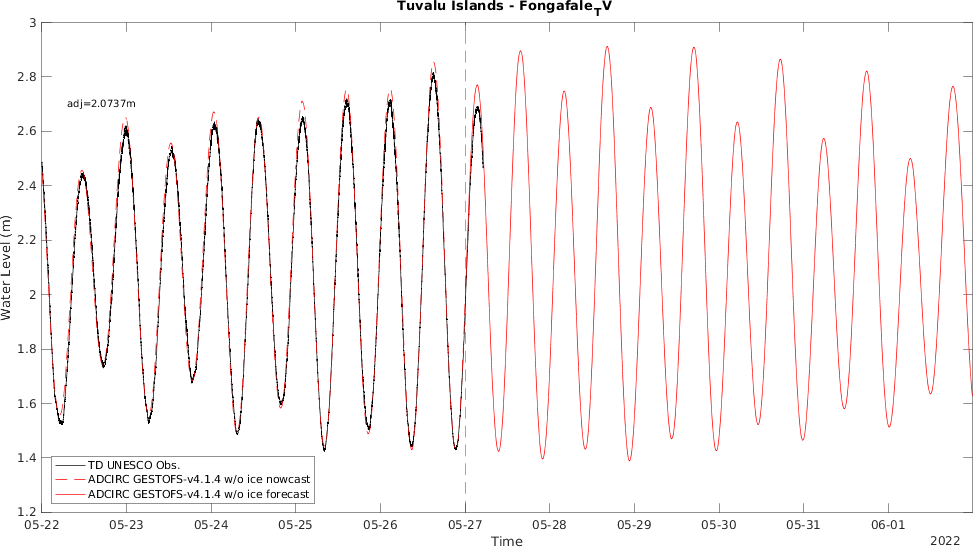 Tuvalu Islands - Fongafale_TV
adj=2.0737m
Water Level (m)
3
2.8
2.6
2.4
2.2
2
1.8
1.6
1.4
1.2
TD UNESCO Obs.
ADCIRC GESTOFS-v4.1.4 w/o ice nowcast
ADCIRC GESTOFS-v4.1.4 w/o ice forecast
05-22 05-23 05-24 05-25 05-26 05-27 05-28 05-29 05-30 05-31 06-01
Time
2022